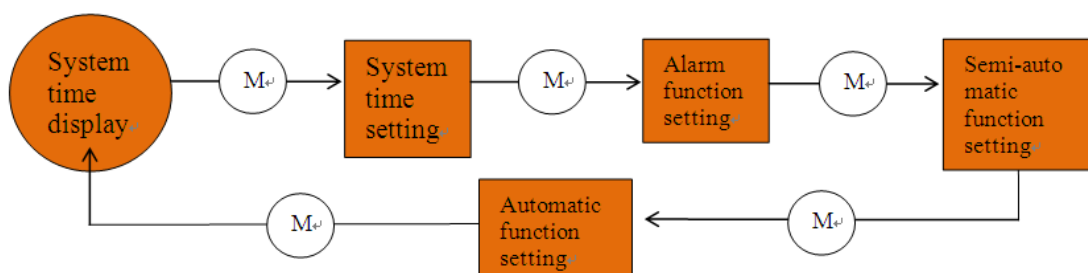 System
time
display
M
System
time
setting
M
Alarm
function
setting
M
Semi-auto
matic
function
setting
M
Automatic
function
setting
M